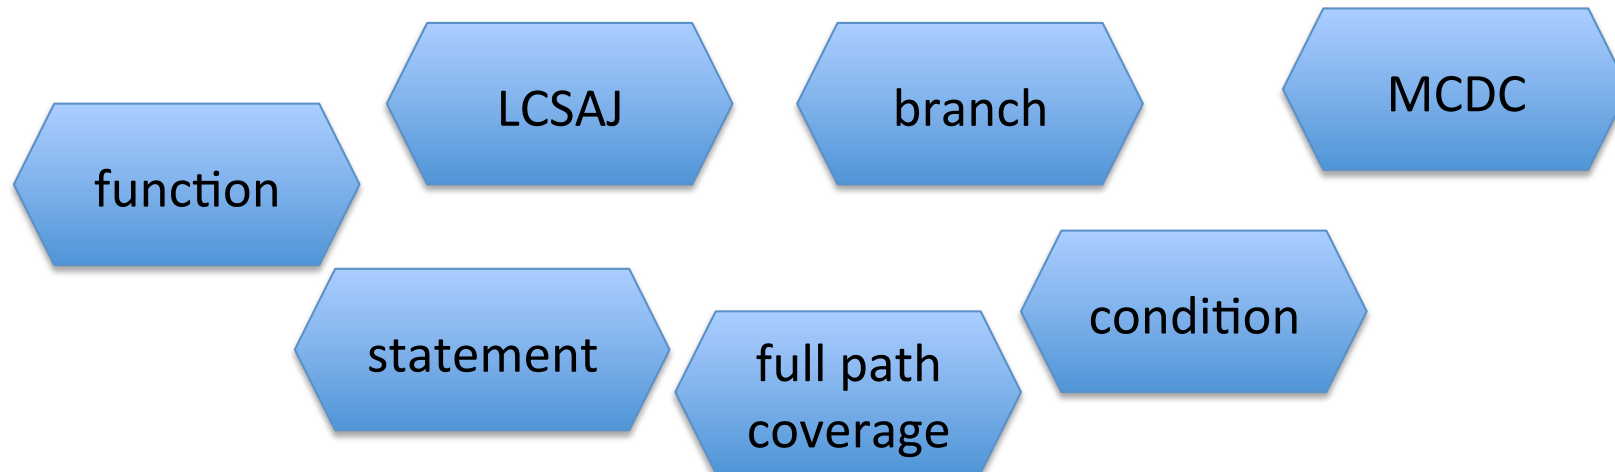 function
LCSAJ
branch
MCDC
statement
full path
coverage
condition